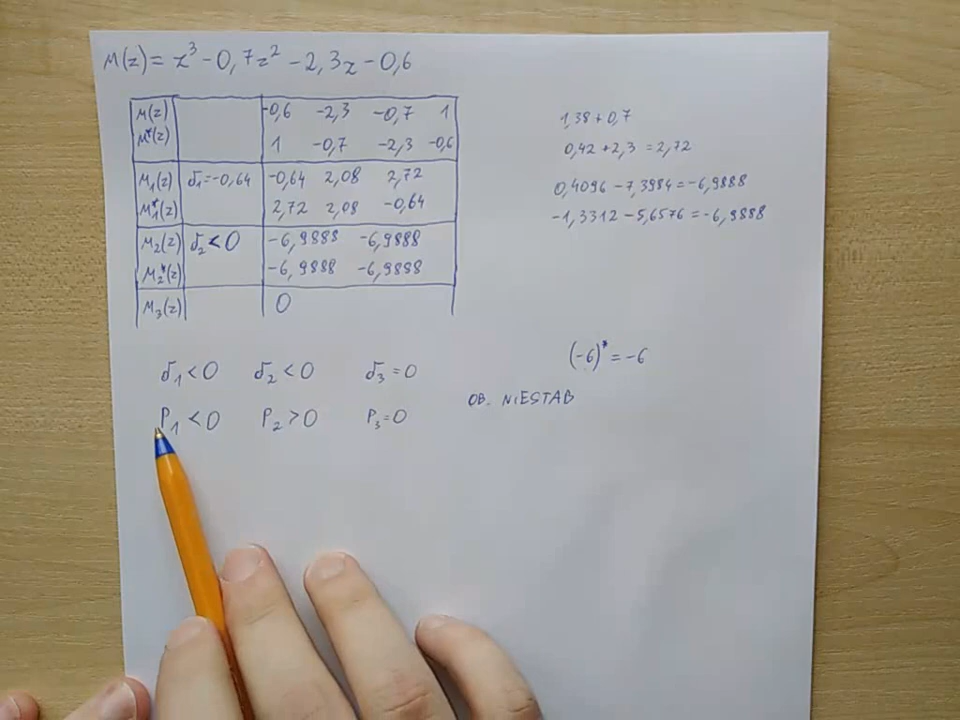 M(z) = z³ - 0,7z² - 2,3z - 0,6
M(z) -0,6 -2,3 -0,7 1
M*(z) 1 -0,7 -2,3 -0,6
M₁(z) δ₁=-0,64 -0,64 2,08 2,72
M₁*(z) 2,72 2,08 -0,64
M₂(z) δ₂<0 -6,9888 -6,9888
M₂*(z) -6,9888 -6,9888
M₃(z) 0
1,38 + 0,7
0,42 + 2,3 = 2,72
0,4096 - 7,3984 = -6,9888
-1,3312 - 5,6576 = -6,9888
(-6)* = -6
δ₁<0 δ₂<0 δ₃=0
OB. NIESTAB
P₁<0 P₂>0 P₃=0